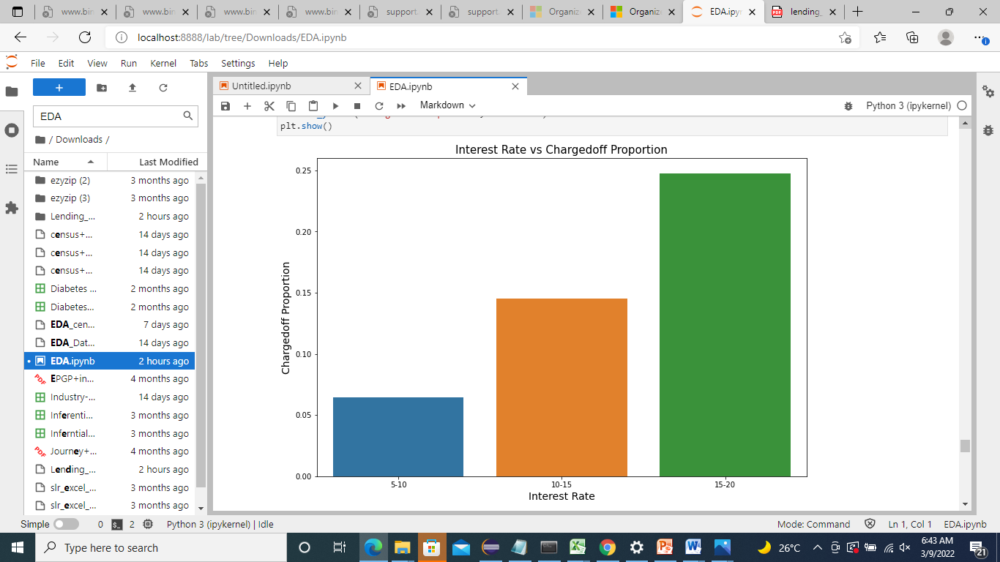 www.bin
www.bin
www.bin
www.bin
support.
support.
Organize
Organize
EDA.ipyn
lending_
localhost:8888/lab/tree/Downloads/EDA.ipynb
File Edit View Run Kernel Tabs Settings Help
Untitled.ipynb
EDA.ipynb
Markdown
Python 3 (ipykernel)
EDA
/ Downloads /
Name Last Modified
ezyzip (2) 3 months ago
ezyzip (3) 3 months ago
Lending_... 2 hours ago
census+... 14 days ago
census+... 14 days ago
census+... 14 days ago
Diabetes ... 2 months ago
Diabetes... 2 months ago
EDA_cen... 7 days ago
EDA_Dat... 14 days ago
EDA.ipynb 2 hours ago
EPGP+in... 4 months ago
Industry-... 14 days ago
Inferenti... 3 months ago
Inferntial... 3 months ago
Journey+... 4 months ago
Lending_... 2 hours ago
slr_excel_... 3 months ago
slr_excel_... 3 months ago
plt.show()
Interest Rate vs Chargedoff Proportion
0.25
0.20
0.15
0.10
0.05
0.00
Chargedoff Proportion
5-10 10-15 15-20
Interest Rate
Simple 0 $_ 2 Python 3 (ipykernel) | Idle
Mode: Command Ln 1, Col 1 EDA.ipynb
Type here to search
26°C
6:43 AM
3/9/2022
21